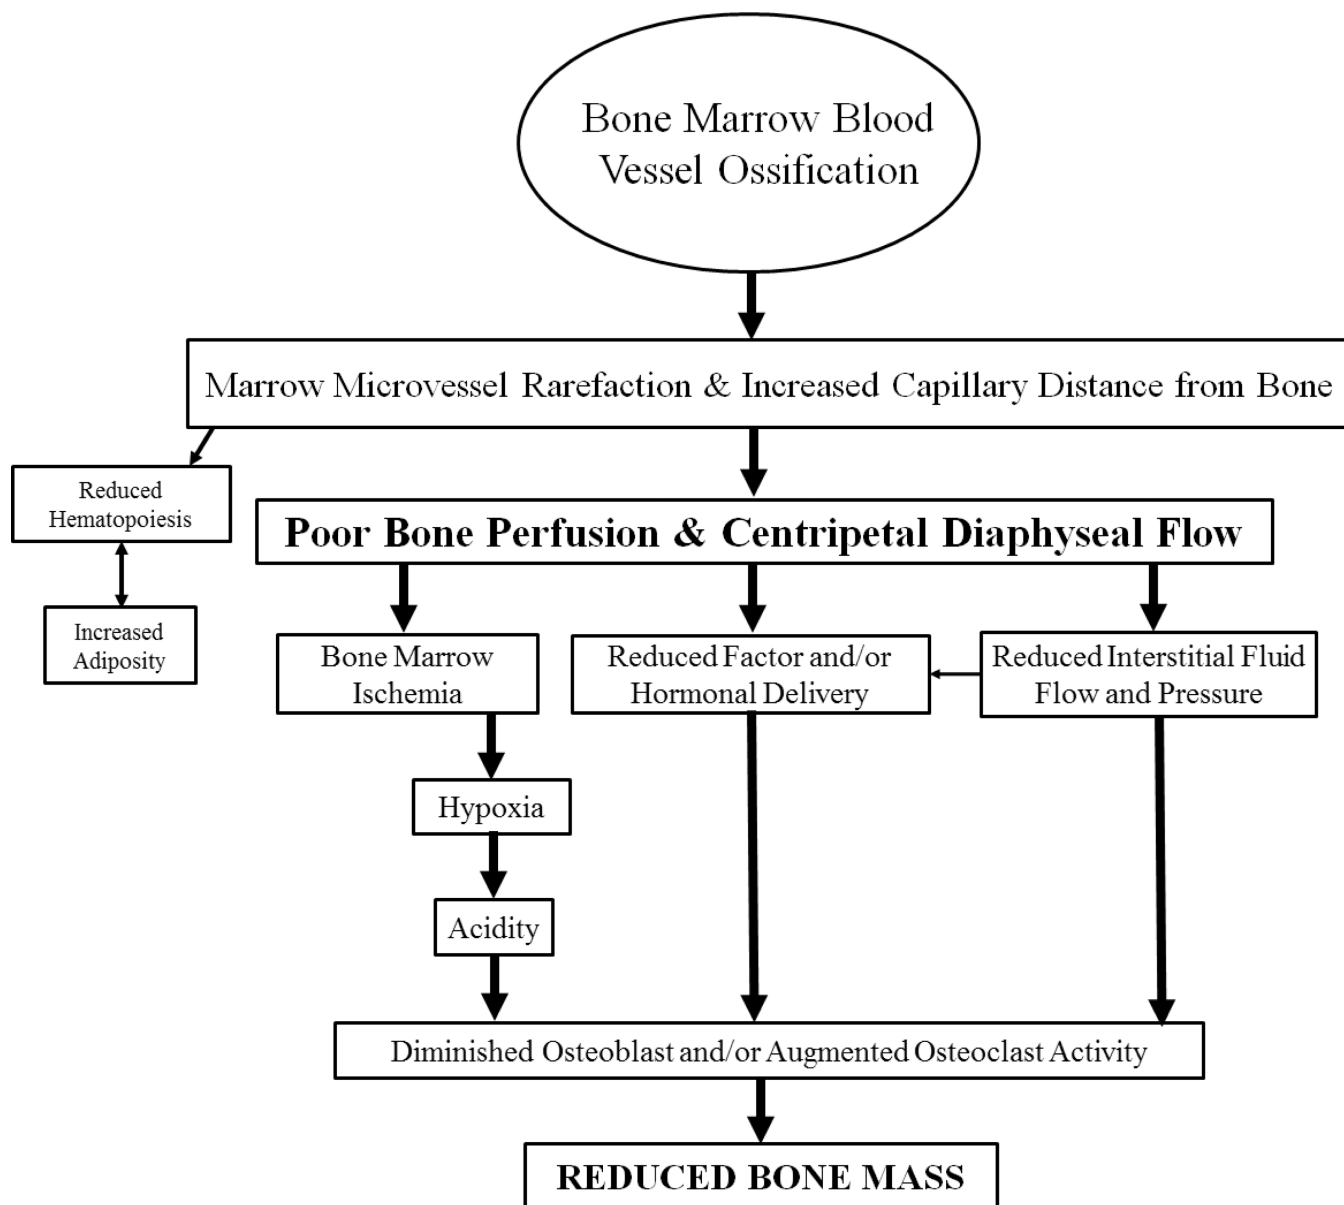 Bone Marrow Blood
Vessel Ossification
Marrow Microvessel Rarefaction & Increased Capillary Distance from Bone
Reduced
Hematopoiesis
Poor Bone Perfusion & Centripetal Diaphyseal Flow
Increased
Adiposity
Bone Marrow
Ischemia
Reduced Factor and/or
Hormonal Delivery
Reduced Interstitial Fluid
Flow and Pressure
Hypoxia
Acidity
Diminished Osteoblast and/or Augmented Osteoclast Activity
REDUCED BONE MASS